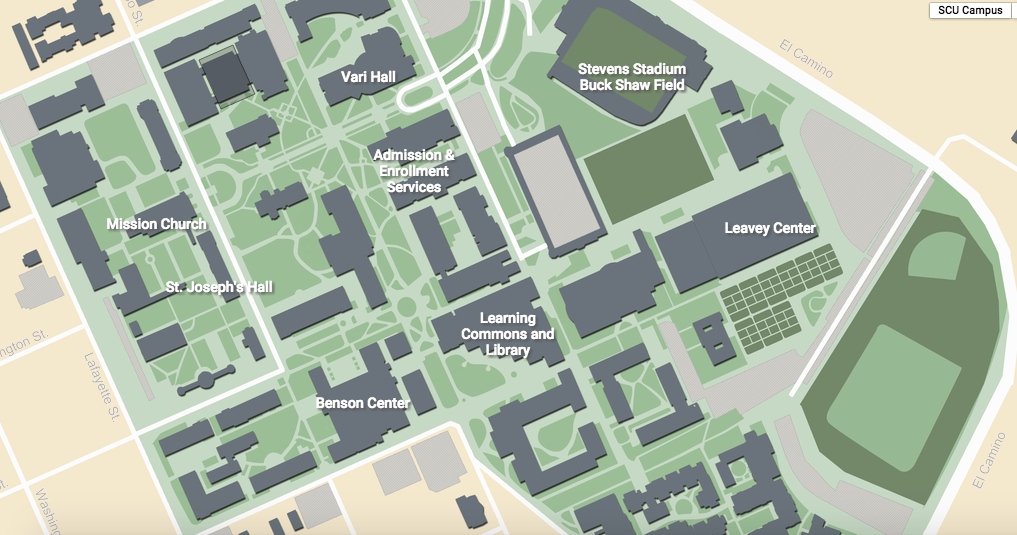 SCU Campus
El Camino
Vari Hall
Stevens Stadium
Buck Shaw Field
Admission &
Enrollment
Services
Mission Church
Leavey Center
St. Joseph's Hall
Learning
Commons and
Library
Lafayette St.
Benson Center
El Camino